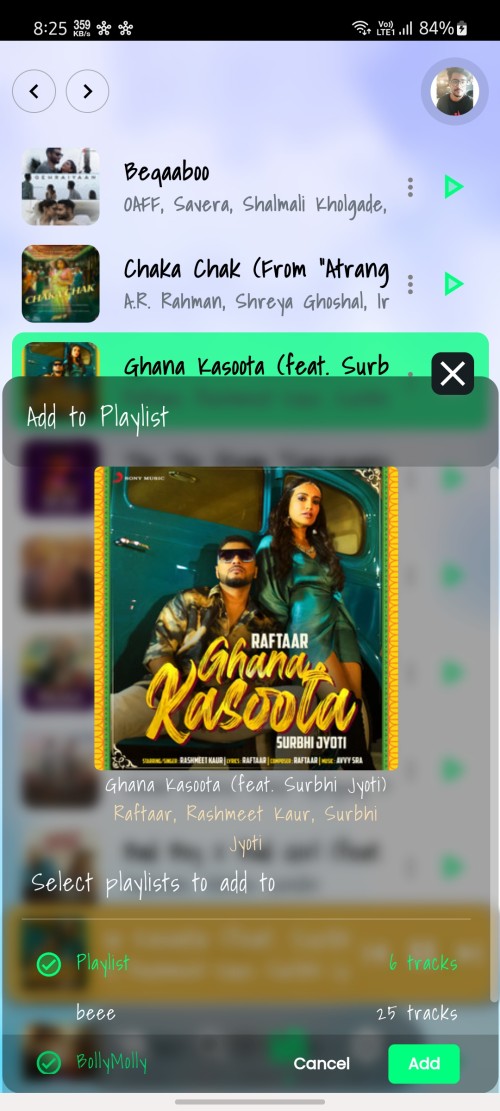 8:25 359 KB/s Vo) LTE1 84%
Beqaaboo
OAFF, Savera, Shalmali Kholgade,
GEHRAIYAAN
Chaka Chak (From "Atrang
A.R. Rahman, Shreya Ghoshal, Ir
CHAKA CHAK
Ghana Kasoota (feat. Surb
Add to Playlist
SONY MUSIC
RAFTAAR
Ghana
Kasoota
SURBHI JYOTI
STARRING/SINGER: RASHMEET KAUR | LYRICS: RAFTAAR | COMPOSER: RAFTAAR | MUSIC: AVVY SRA
Ghana Kasoota (feat. Surbhi Jyoti)
Raftaar, Rashmeet Kaur, Surbhi
Jyoti
Select playlists to add to
Playlist 6 tracks
beee 25 tracks
BollyMolly Cancel Add